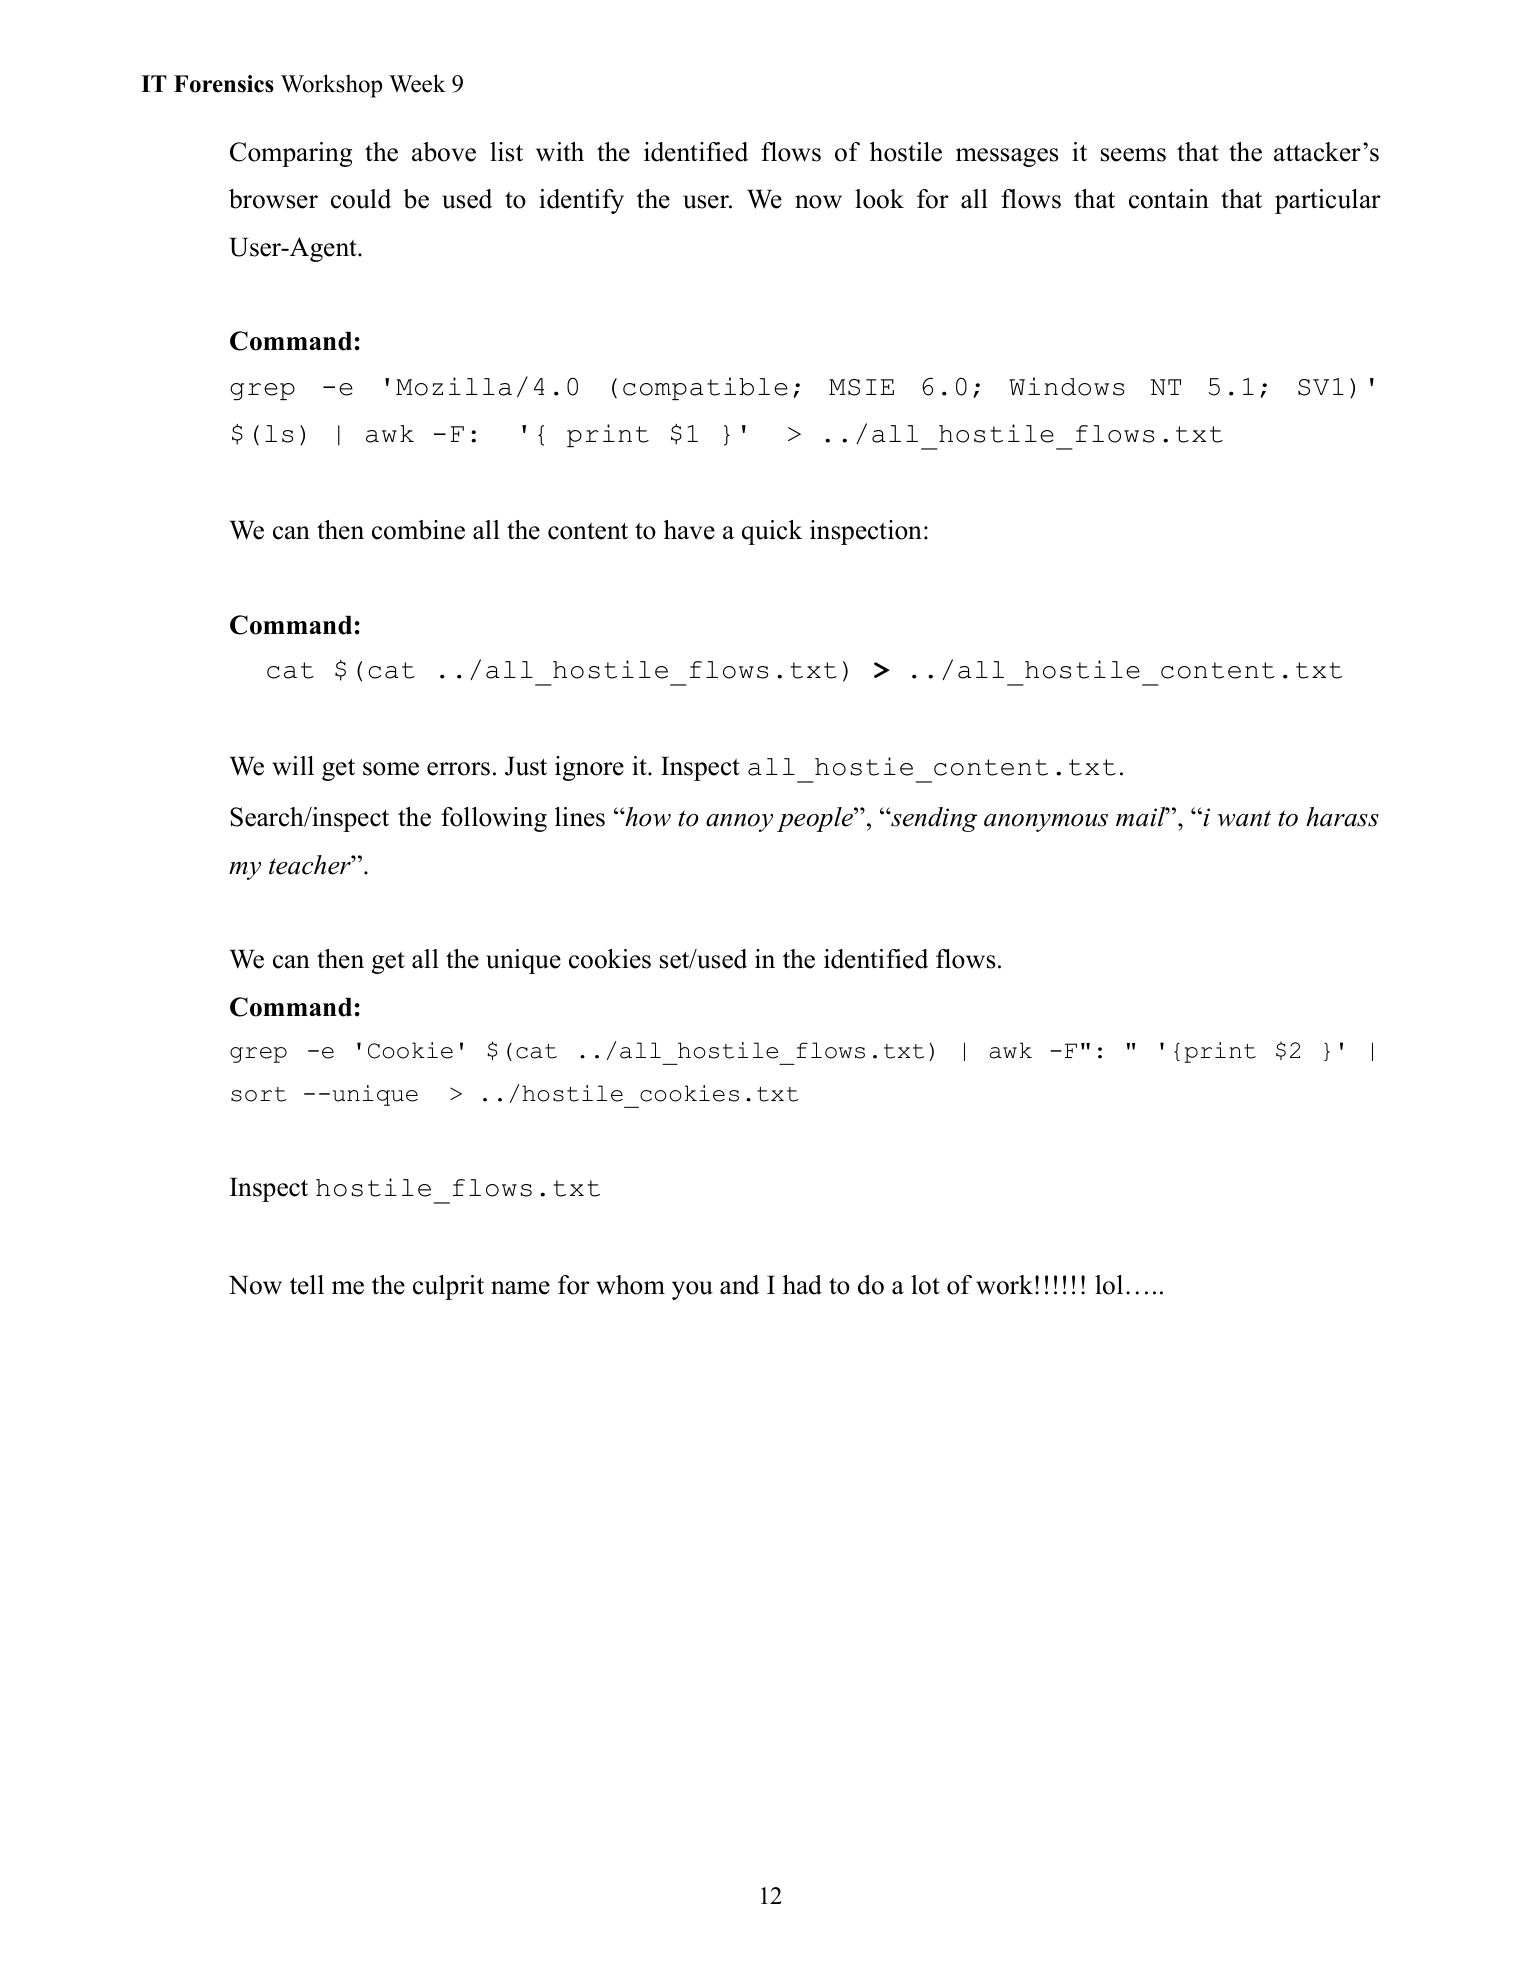 IT Forensics Workshop Week 9
Comparing the above list with the identified flows of hostile messages it seems that the attacker’s
browser could be used to identify the user. We now look for all flows that contain that particular
User-Agent.
Command:
grep -e 'Mozilla/4.0 (compatible; MSIE 6.0; Windows NT 5.1; SV1)'
$(ls) | awk -F: '{ print $1 }' > ../all_hostile_flows.txt
We can then combine all the content to have a quick inspection:
Command:
cat $(cat ../all_hostile_flows.txt) > ../all_hostile_content.txt
We will get some errors. Just ignore it. Inspect all_hostie_content.txt.
Search/inspect the following lines “how to annoy people”, “sending anonymous mail”, “i want to harass
my teacher”.
We can then get all the unique cookies set/used in the identified flows.
Command:
grep -e 'Cookie' $(cat ../all_hostile_flows.txt) | awk -F": " '{print $2 }' |
sort --unique > ../hostile_cookies.txt
Inspect hostile_flows.txt
Now tell me the culprit name for whom you and I had to do a lot of work!!!!!! lol…..
12